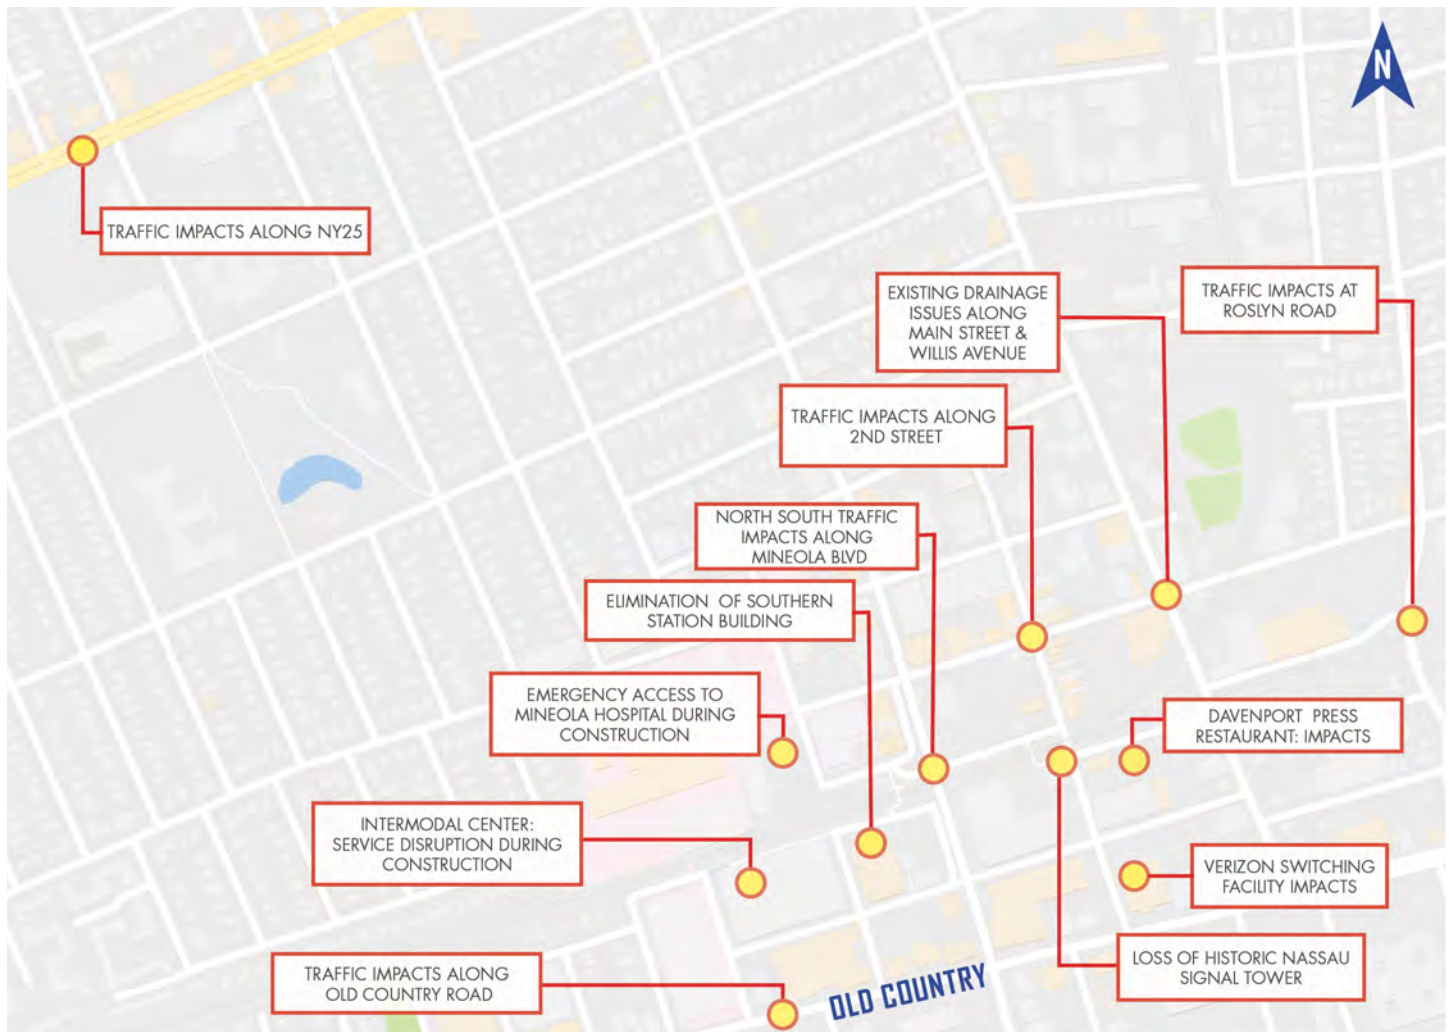 N
TRAFFIC IMPACTS ALONG NY25
EXISTING DRAINAGE
ISSUES ALONG
MAIN STREET &
WILLIS AVENUE
TRAFFIC IMPACTS AT
ROSLYN ROAD
TRAFFIC IMPACTS ALONG
2ND STREET
NORTH SOUTH TRAFFIC
IMPACTS ALONG
MINEOLA BLVD
ELIMINATION OF SOUTHERN
STATION BUILDING
EMERGENCY ACCESS TO
MINEOLA HOSPITAL DURING
CONSTRUCTION
DAVENPORT PRESS
RESTAURANT: IMPACTS
INTERMODAL CENTER:
SERVICE DISRUPTION DURING
CONSTRUCTION
VERIZON SWITCHING
FACILITY IMPACTS
LOSS OF HISTORIC NASSAU
SIGNAL TOWER
TRAFFIC IMPACTS ALONG
OLD COUNTRY ROAD
OLD COUNTRY